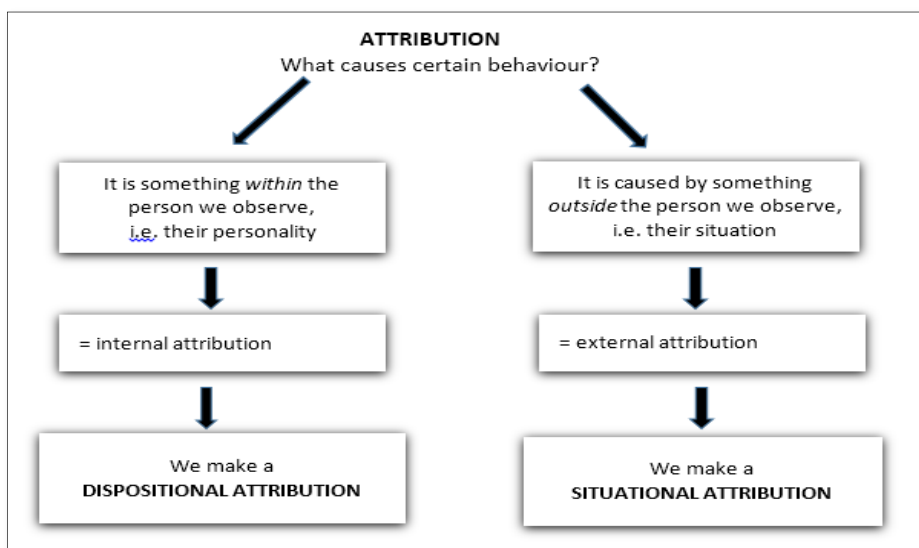 ATTRIBUTION
What causes certain behaviour?
It is something within the
person we observe,
i.e. their personality
= internal attribution
We make a
DISPOSITIONAL ATTRIBUTION
It is caused by something
outside the person we observe,
i.e. their situation
= external attribution
We make a
SITUATIONAL ATTRIBUTION